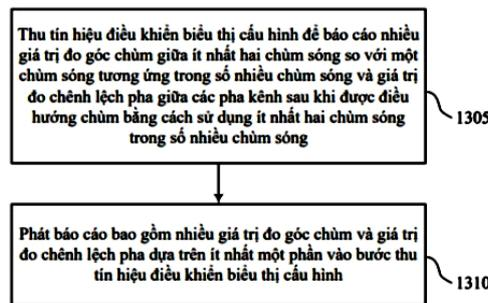 Thu tín hiệu điều khiển biểu thị cấu hình để báo cáo nhiều
giá trị đo góc chùm giữa ít nhất hai chùm sóng so với một
chùm sóng tương ứng trong số nhiều chùm sóng và giá trị
đo chênh lệch pha giữa các pha kênh sau khi được điều
hướng chùm bằng cách sử dụng ít nhất hai chùm sóng
trong số nhiều chùm sóng
1305
Phát báo cáo bao gồm nhiều giá trị đo góc chùm và giá trị
đo chênh lệch pha dựa trên ít nhất một phần vào bước thu
tín hiệu điều khiển biểu thị cấu hình
1310